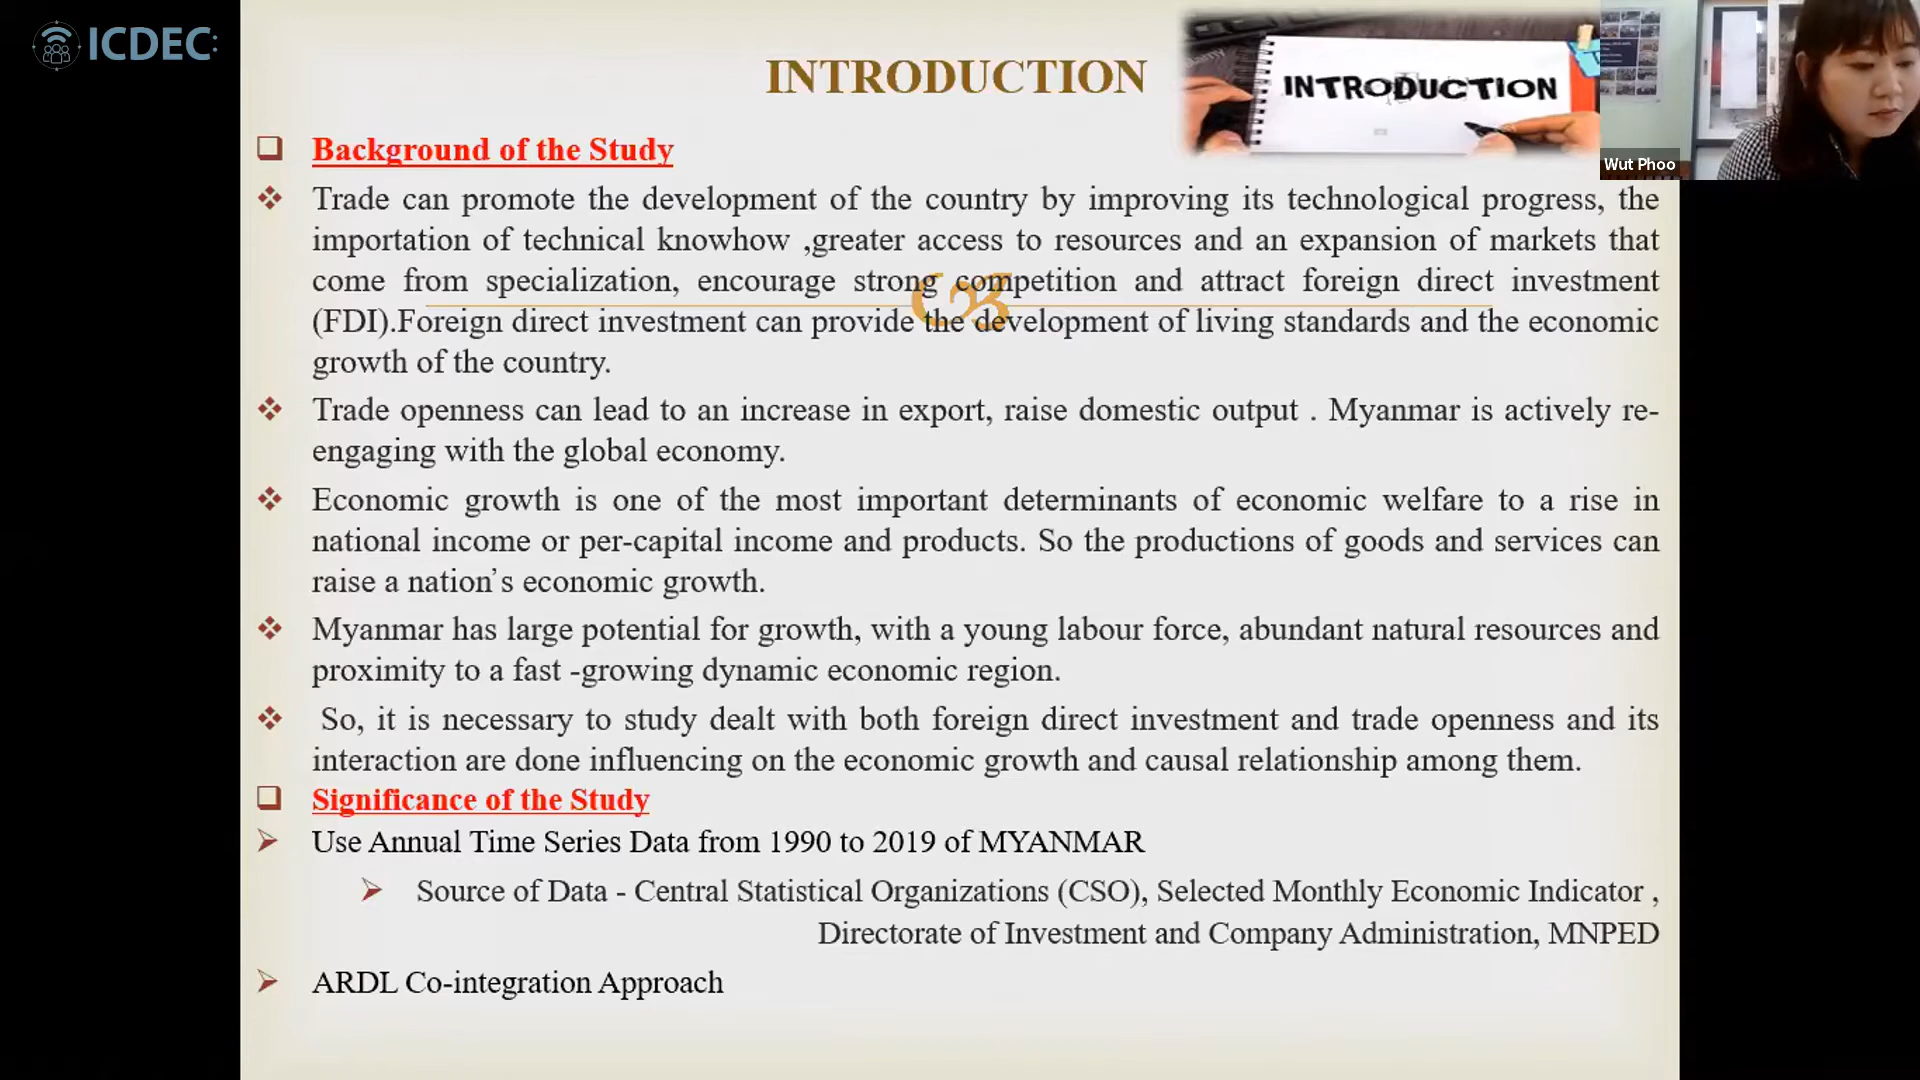 ICDEC:
INTRODUCTION
INTRODUCTION
Wut Phoo
Background of the Study
Trade can promote the development of the country by improving its technological progress, the
importation of technical knowhow ,greater access to resources and an expansion of markets that
come from specialization, encourage strong competition and attract foreign direct investment
(FDI).Foreign direct investment can provide the development of living standards and the economic
growth of the country.
Trade openness can lead to an increase in export, raise domestic output . Myanmar is actively re-
engaging with the global economy.
Economic growth is one of the most important determinants of economic welfare to a rise in
national income or per-capital income and products. So the productions of goods and services can
raise a nation’s economic growth.
Myanmar has large potential for growth, with a young labour force, abundant natural resources and
proximity to a fast -growing dynamic economic region.
So, it is necessary to study dealt with both foreign direct investment and trade openness and its
interaction are done influencing on the economic growth and causal relationship among them.
Significance of the Study
Use Annual Time Series Data from 1990 to 2019 of MYANMAR
Source of Data - Central Statistical Organizations (CSO), Selected Monthly Economic Indicator ,
Directorate of Investment and Company Administration, MNPED
ARDL Co-integration Approach